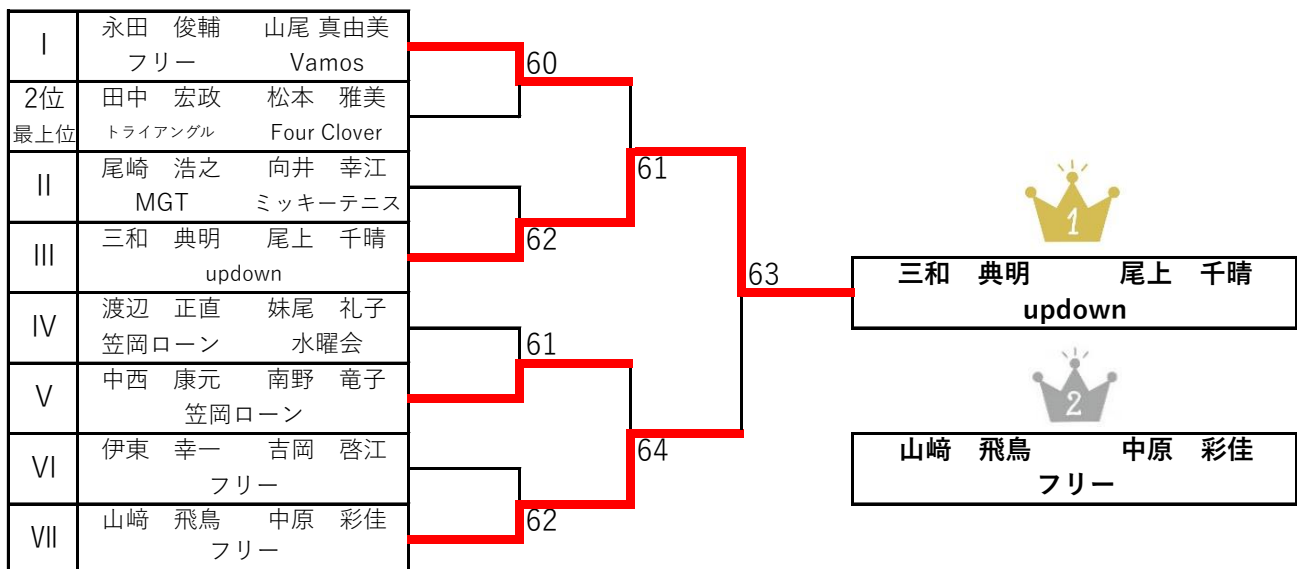 I
永田 俊輔 山尾 真由美
フリー Vamos
60
2位
最上位
田中 宏政 松本 雅美
トライアングル Four Clover
61
II
尾崎 浩之 向井 幸江
MGT ミッキーテニス
62
III
三和 典明 尾上 千晴
updown
63
IV
渡辺 正直 妹尾 礼子
笠岡ローン 水曜会
61
V
中西 康元 南野 竜子
笠岡ローン
64
VI
伊東 幸一 吉岡 啓江
フリー
62
VII
山﨑 飛鳥 中原 彩佳
フリー
1
三和 典明 尾上 千晴
updown
2
山﨑 飛鳥 中原 彩佳
フリー